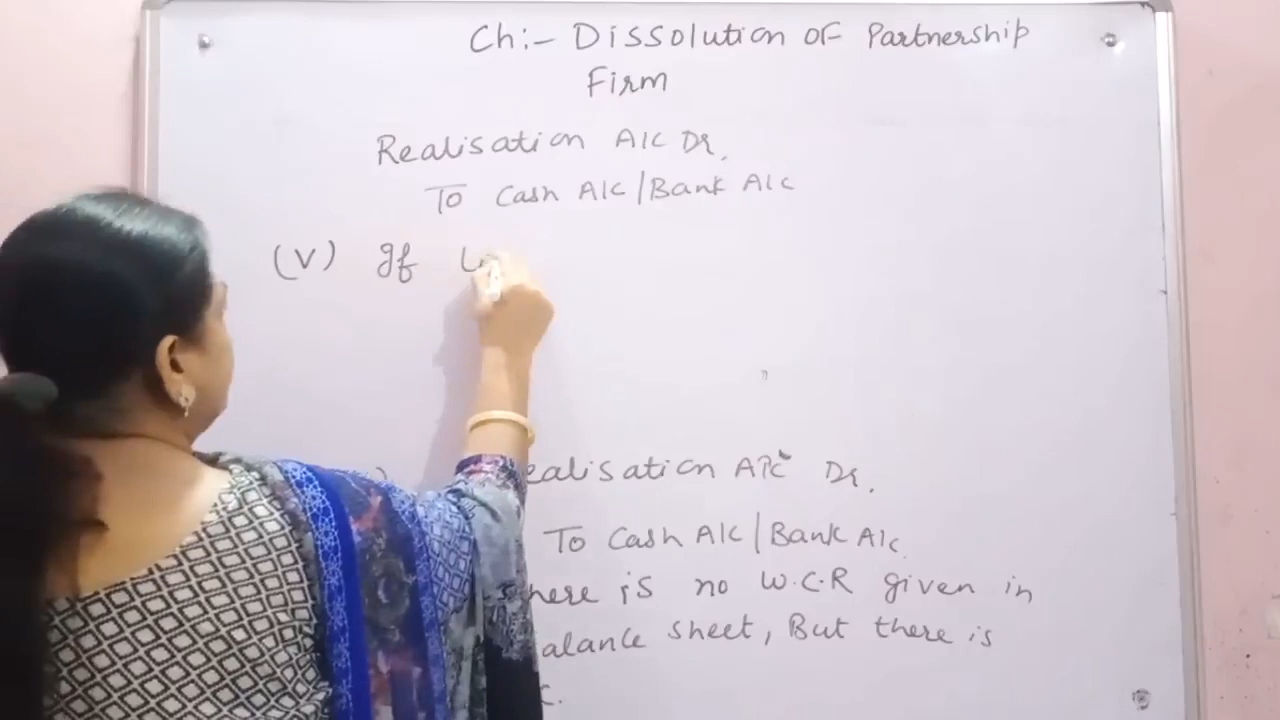 Ch:- Dissolution OF Partnership
Firm
Realisation A/C Dr.
To Cash A/C/Bank A/C
(V) If
ealisation A/C Dr.
To Cash A/C/Bank A/c
here is no W.C.R given in
alance sheet, But there is